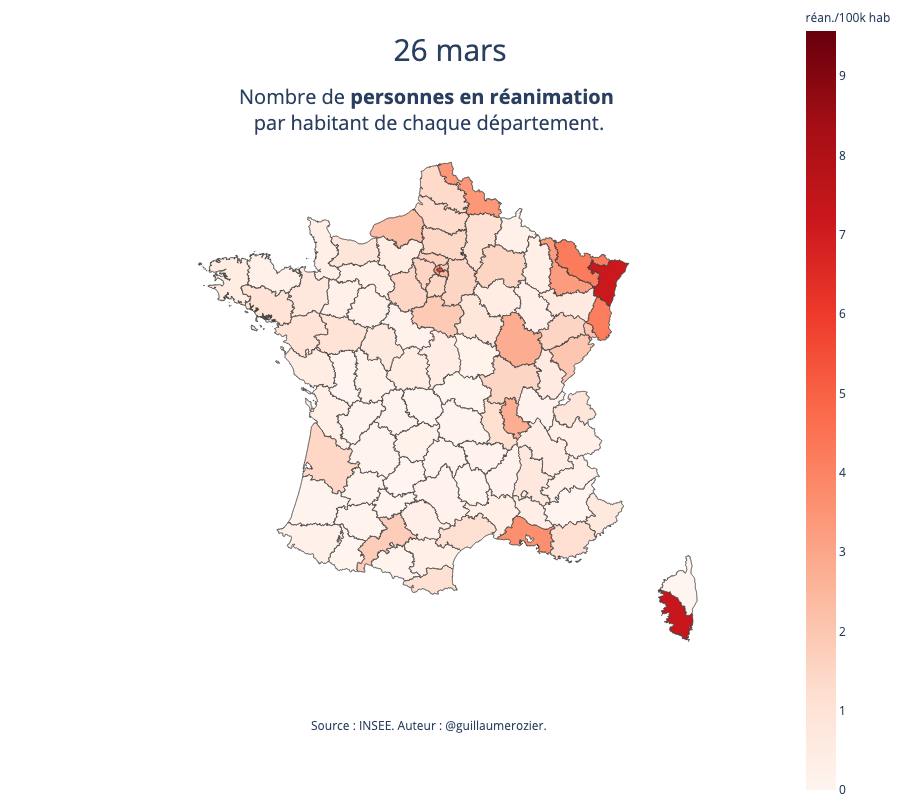 réan./100k hab
26 mars
Nombre de personnes en réanimation
par habitant de chaque département.
9
8
7
6
5
4
3
2
1
0
Source : INSEE. Auteur : @guillaumerozier.